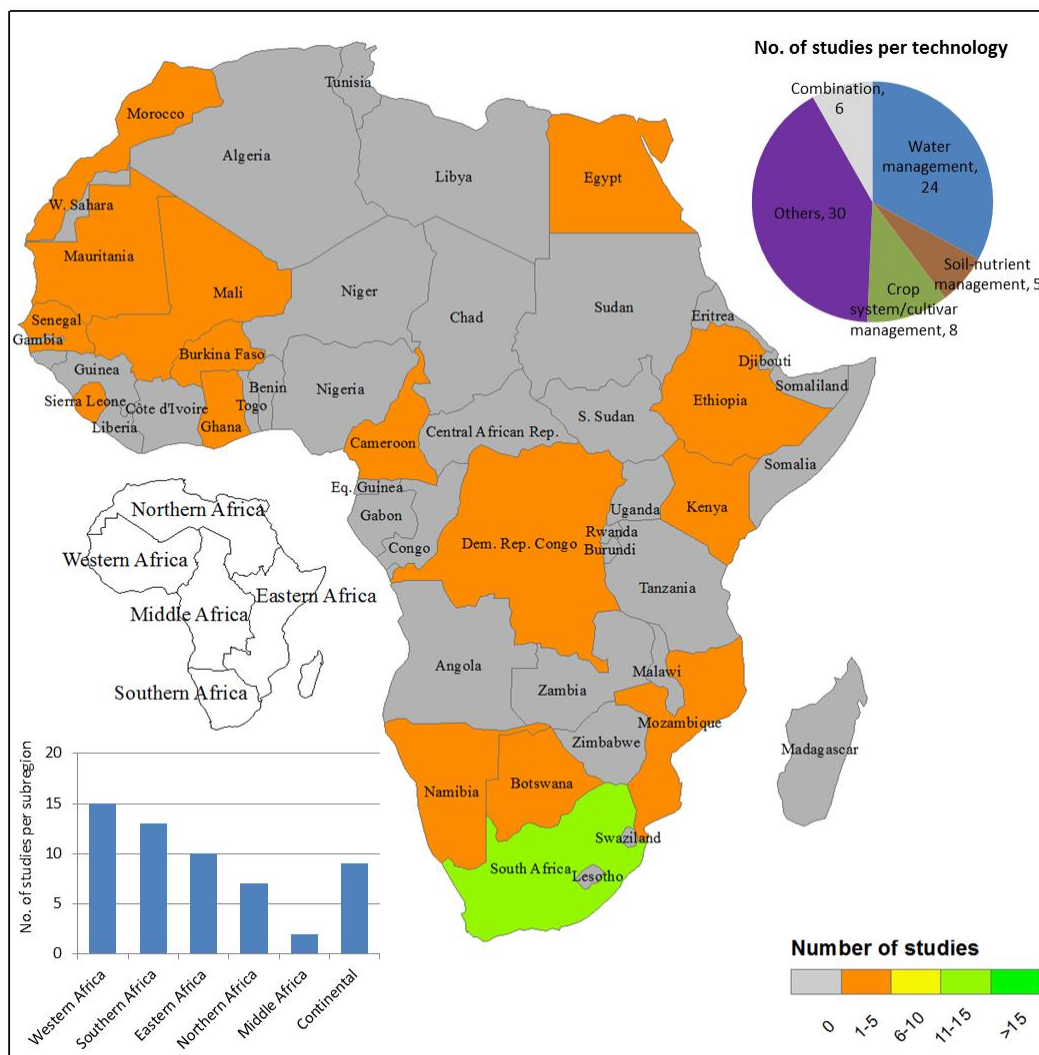 No. of studies per technology
Combination,
6
Water
management,
24
Others, 30
Soil-nutrient
management, 5
Crop
system/cultivar
management, 8
Tunisia
Morocco
Algeria
Libya
Egypt
W. Sahara
Mauritania
Mali
Niger
Chad
Sudan
Eritrea
Senegal
Gambia
Burkina Faso
Guinea
Djibouti
Benin
Nigeria
Somaliland
Sierra Leone
Côte d'Ivoire
Togo
Ethiopia
S. Sudan
Liberia
Ghana
Central African Rep.
Cameroon
Somalia
Eq. Guinea
Uganda
Kenya
Gabon
Rwanda
Congo
Dem. Rep. Congo
Burundi
Tanzania
Angola
Malawi
Zambia
Mozambique
Zimbabwe
Madagascar
Namibia
Botswana
Swaziland
South Africa
Lesotho
Northern Africa
Western Africa
Eastern Africa
Middle Africa
Southern Africa
No. of studies per subregion
20
15
10
5
0
Western Africa
Southern Africa
Eastern Africa
Northern Africa
Middle Africa
Continental
Number of studies
0
1-5
6-10
11-15
>15